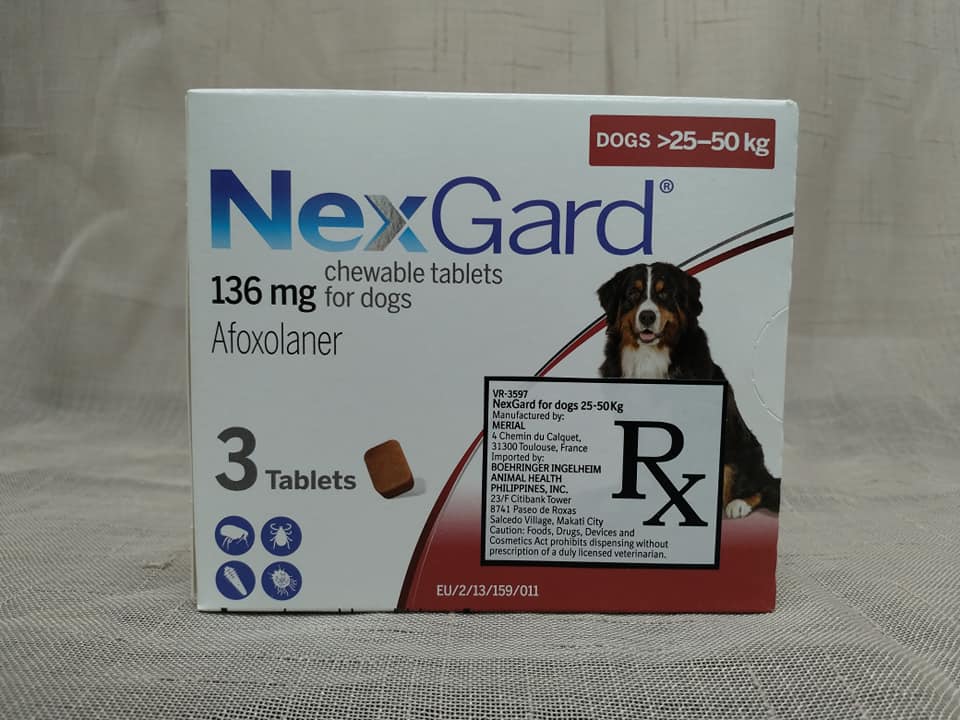 DOGS >25–50 kg
NexGard®
136 mg chewable tablets
for dogs
Afoxolaner
3 Tablets
VR-3597
NexGard for dogs 25-50Kg
Manufactured by:
MERIAL
4 Chemin du Calquet,
31300 Toulouse, France
Imported by:
BOEHRINGER INGELHEIM
ANIMAL HEALTH
PHILIPPINES, INC.
23/F Citibank Tower
8741 Paseo de Roxas
Salcedo Village, Makati City
Caution: Foods, Drugs, Devices and
Cosmetics Act prohibits dispensing without
prescription of a duly licensed veterinarian.
Rx
EU/2/13/159/011